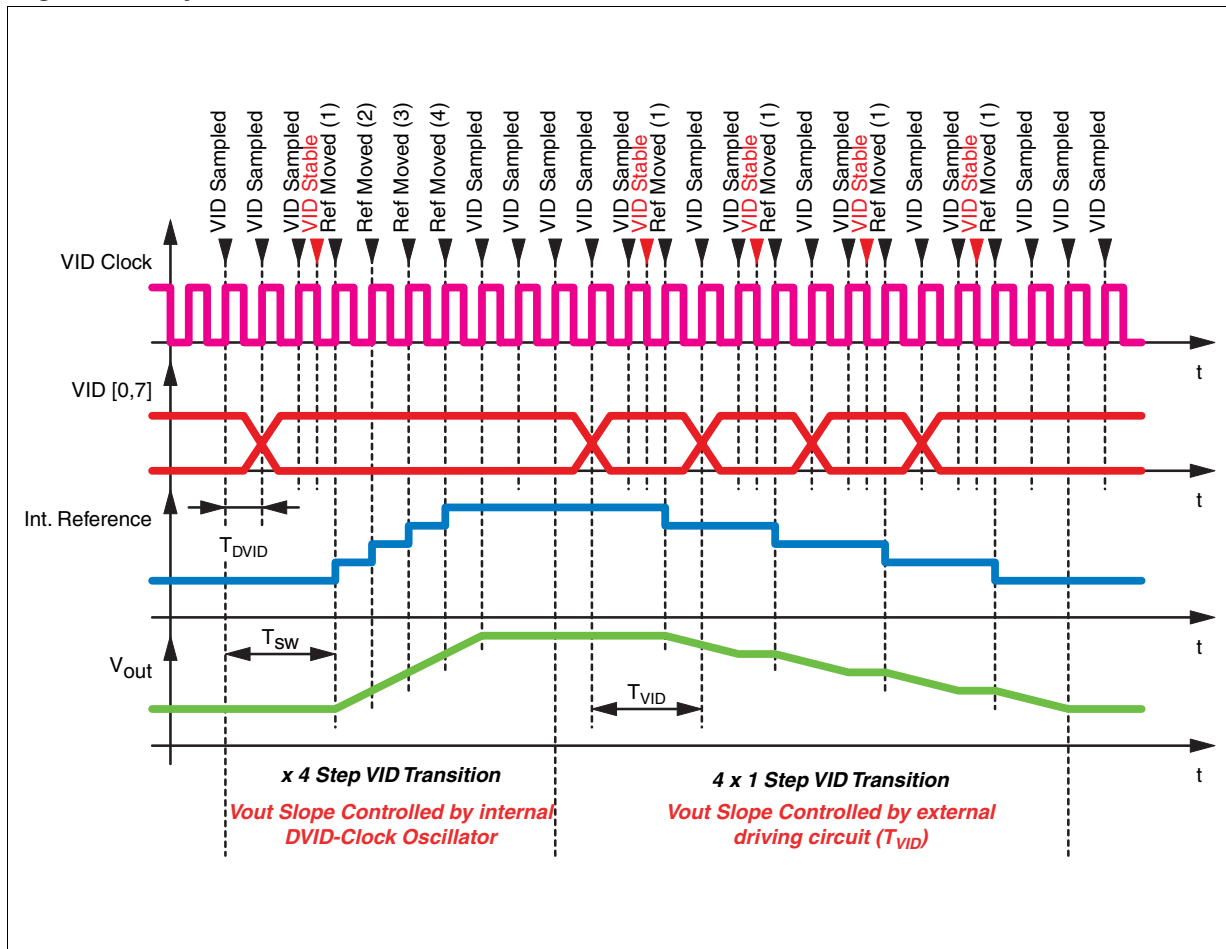 VID Sampled
VID Sampled
VID Sampled
VID Stable
Ref Moved (1)
Ref Moved (2)
Ref Moved (3)
Ref Moved (4)
VID Sampled
VID Sampled
VID Sampled
VID Sampled
VID Sampled
VID Stable
Ref Moved (1)
VID Sampled
VID Sampled
VID Stable
Ref Moved (1)
VID Sampled
VID Sampled
VID Stable
Ref Moved (1)
VID Sampled
VID Sampled
VID Stable
Ref Moved (1)
VID Sampled
VID Sampled
VID Sampled
VID Clock
t
VID [0,7]
t
Int. Reference
TDVID
t
Tsw
Vout
TVID
t
x 4 Step VID Transition
4 x 1 Step VID Transition
Vout Slope Controlled by internal
DVID-Clock Oscillator
Vout Slope Controlled by external
driving circuit (TVID)